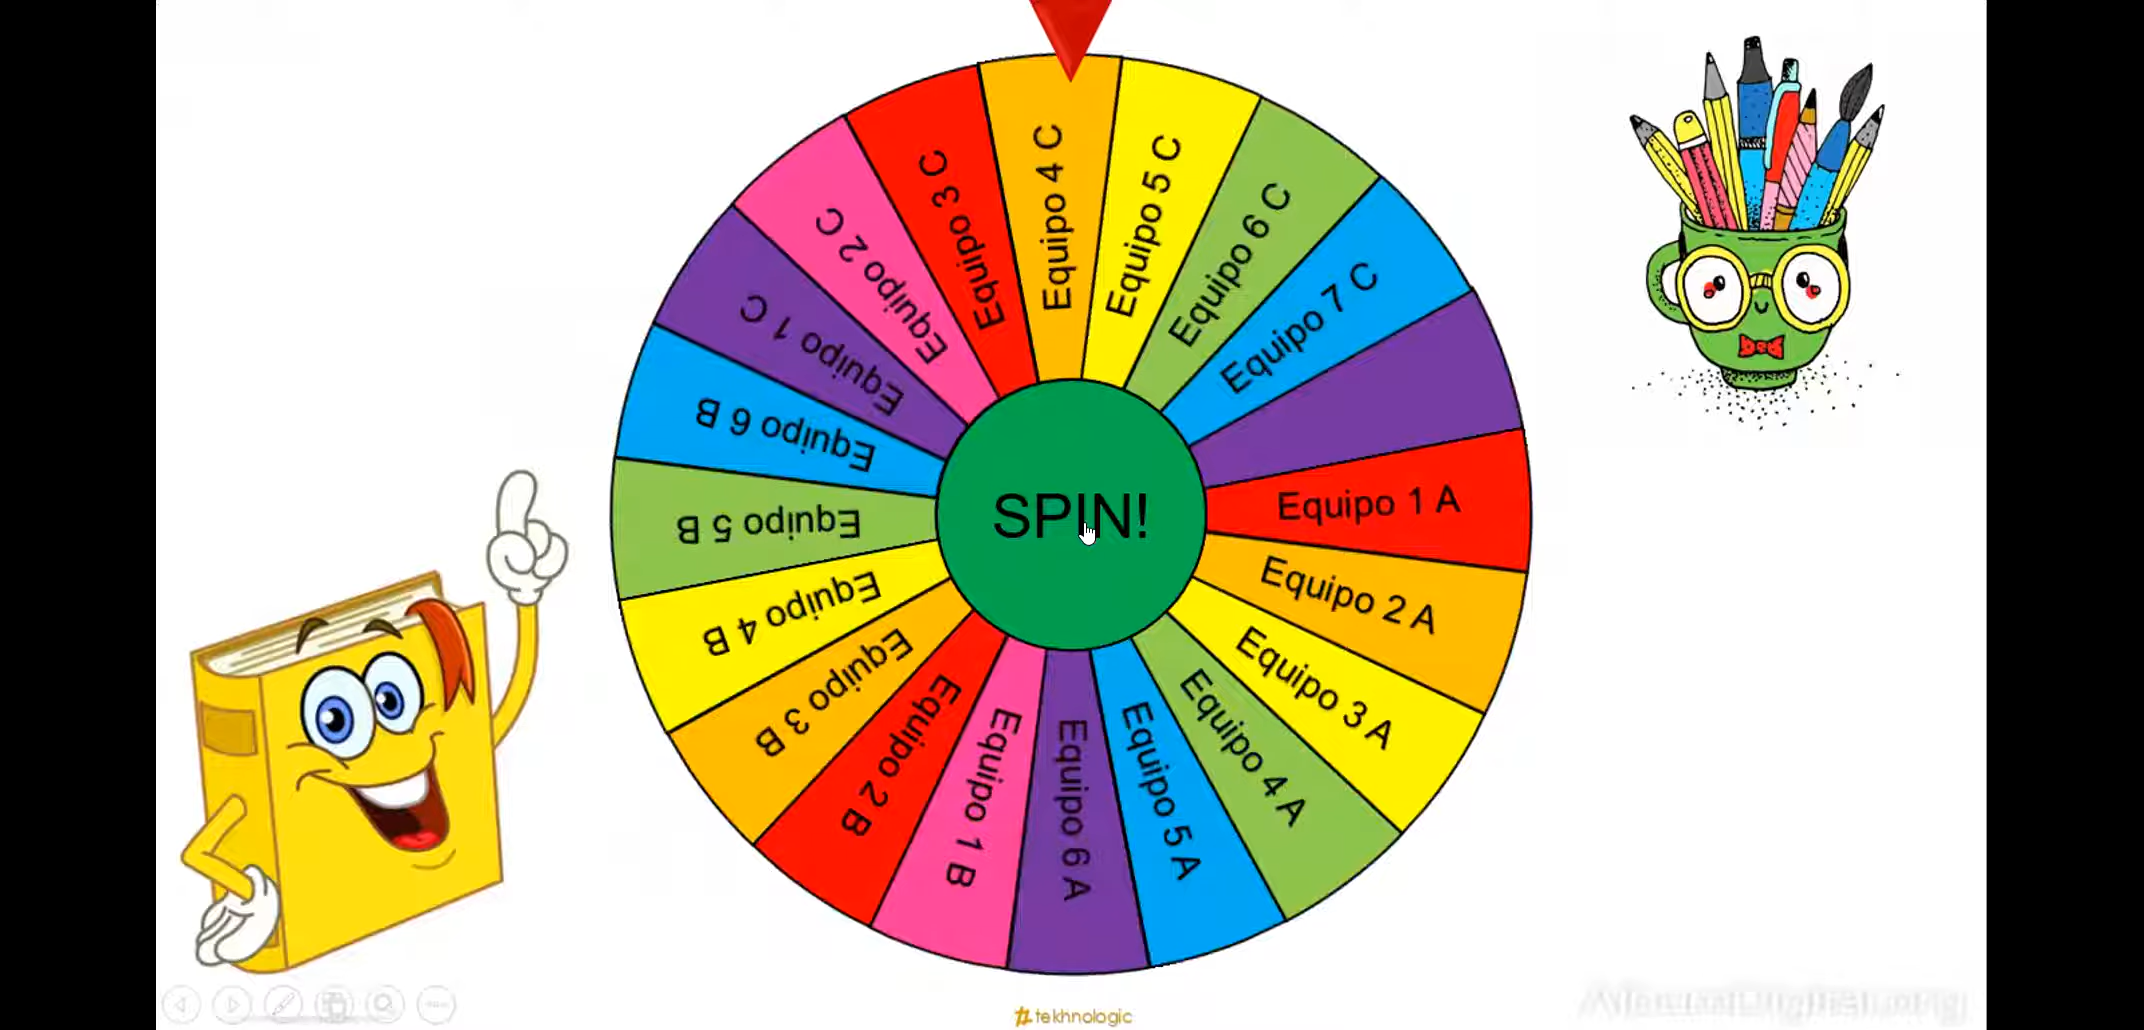 Equipo 4 C
Equipo 5 C
Equipo 6 C
Equipo 7 C
Equipo 1 A
Equipo 2 A
Equipo 3 A
Equipo 4 A
Equipo 5 A
Equipo 6 A
Equipo 1 B
Equipo 2 B
Equipo 3 B
Equipo 4 B
Equipo 5 B
Equipo 6 B
Equipo 1 C
Equipo 2 C
Equipo 3 C
SPIN!
tekhnologic